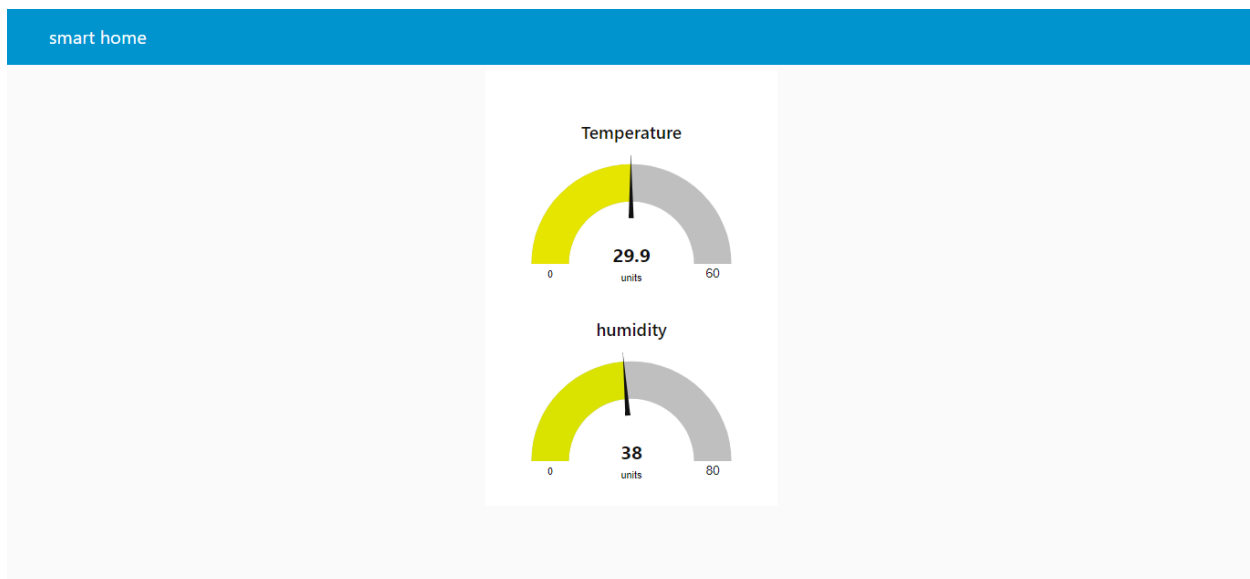 smart home
Temperature
29.9
0 units 60
humidity
38
0 units 80